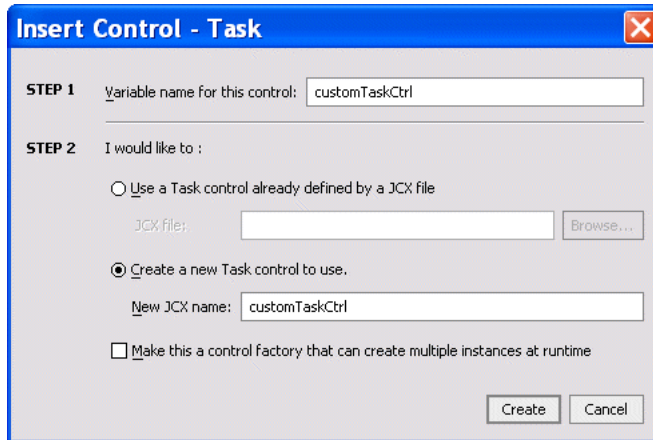 Insert Control - Task
STEP 1 Variable name for this control: customTaskCtrl
STEP 2 I would like to :
Use a Task control already defined by a JCX file
JCX file: Browse...
Create a new Task control to use.
New JCX name: customTaskCtrl
Make this a control factory that can create multiple instances at runtime
Create Cancel